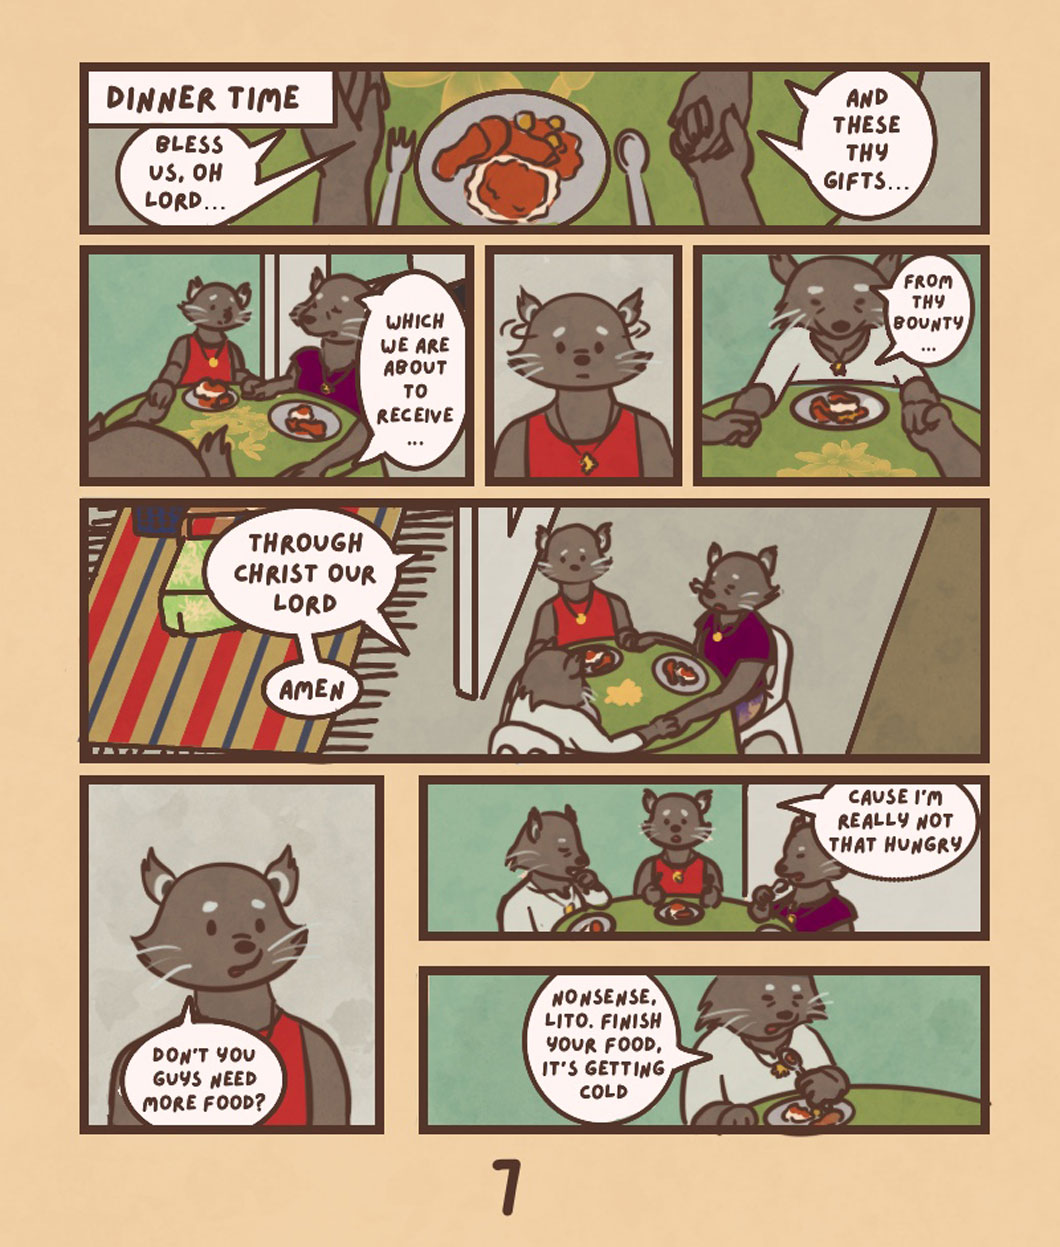 DINNER TIME
BLESS
US, OH
LORD...
AND
THESE
THY
GIFTS...
WHICH
WE ARE
ABOUT
TO
RECEIVE
...
FROM
THY
BOUNTY
...
THROUGH
CHRIST OUR
LORD
AMEN
DON'T YOU
GUYS NEED
MORE FOOD?
CAUSE I'M
REALLY NOT
THAT HUNGRY
NONSENSE,
LITO. FINISH
YOUR FOOD,
IT'S GETTING
COLD
7